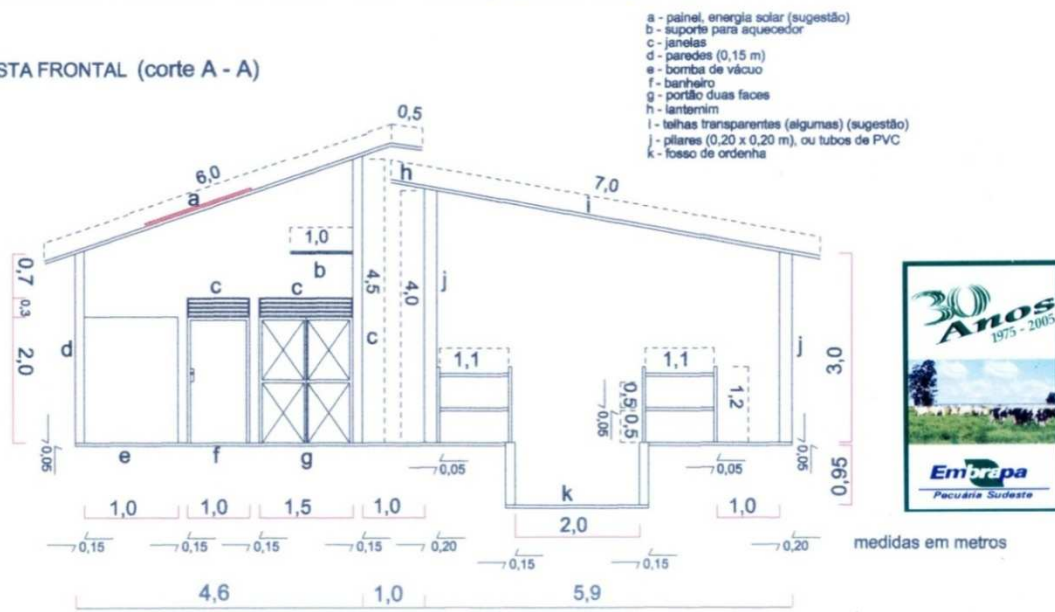 a - painel, energia solar (sugestão)
b - suporte para aquecedor
c - janelas
d - paredes (0,15 m)
e - bomba de vácuo
f - banheiro
g - portão duas faces
h - lanternim
i - telhas transparentes (algumas) (sugestão)
j - pilares (0,20 x 0,20 m), ou tubos de PVC
k - fosso de ordenha
STA FRONTAL (corte A - A)
0,5
6,0
a
h
7,0
i
1,0
b
0,7
0,3
2,0
c
c
4,5
4,0
j
d
c
1,1
1,1
j
3,0
0,05
0,5
0,5
1,2
0,05
0,05
0,95
e
f
g
0,05
0,05
k
1,0
1,0
1,5
1,0
2,0
1,0
0,15
0,15
0,15
0,15
0,20
0,15
0,15
0,20
medidas em metros
4,6
1,0
5,9
30
Anos
1975 - 2005
Embrapa
Pecuária Sudeste